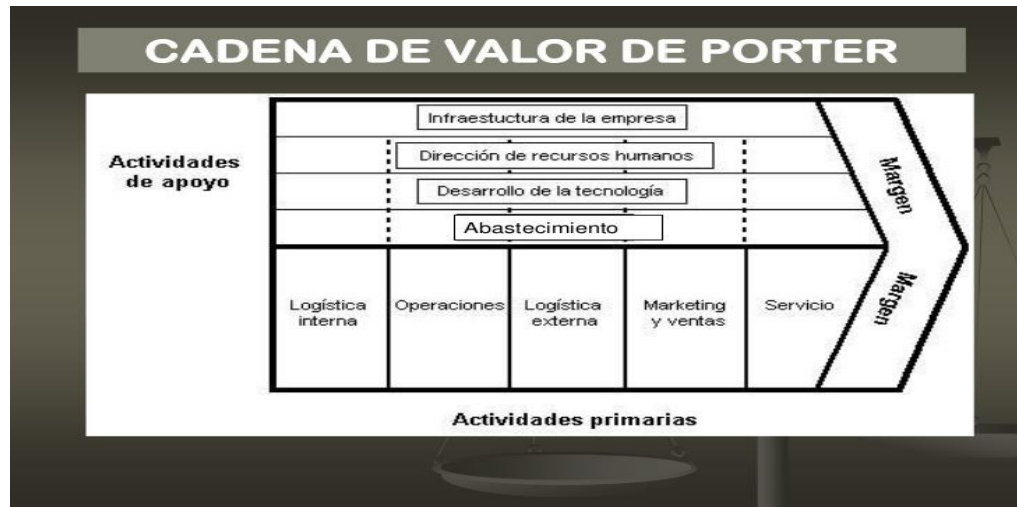 CADENA DE VALOR DE PORTER
Infraestuctura de la empresa
Actividades
de apoyo
Dirección de recursos humanos
Desarrollo de la tecnología
Abastecimiento
Margen
Logística
interna
Operaciones
Logística
externa
Marketing
y ventas
Servicio
Margen
Actividades primarias